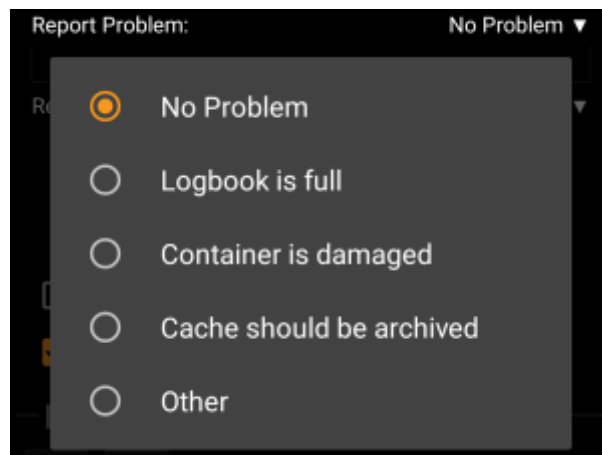 Report Problem:
No Problem ▼
No Problem
Logbook is full
Container is damaged
Cache should be archived
Other